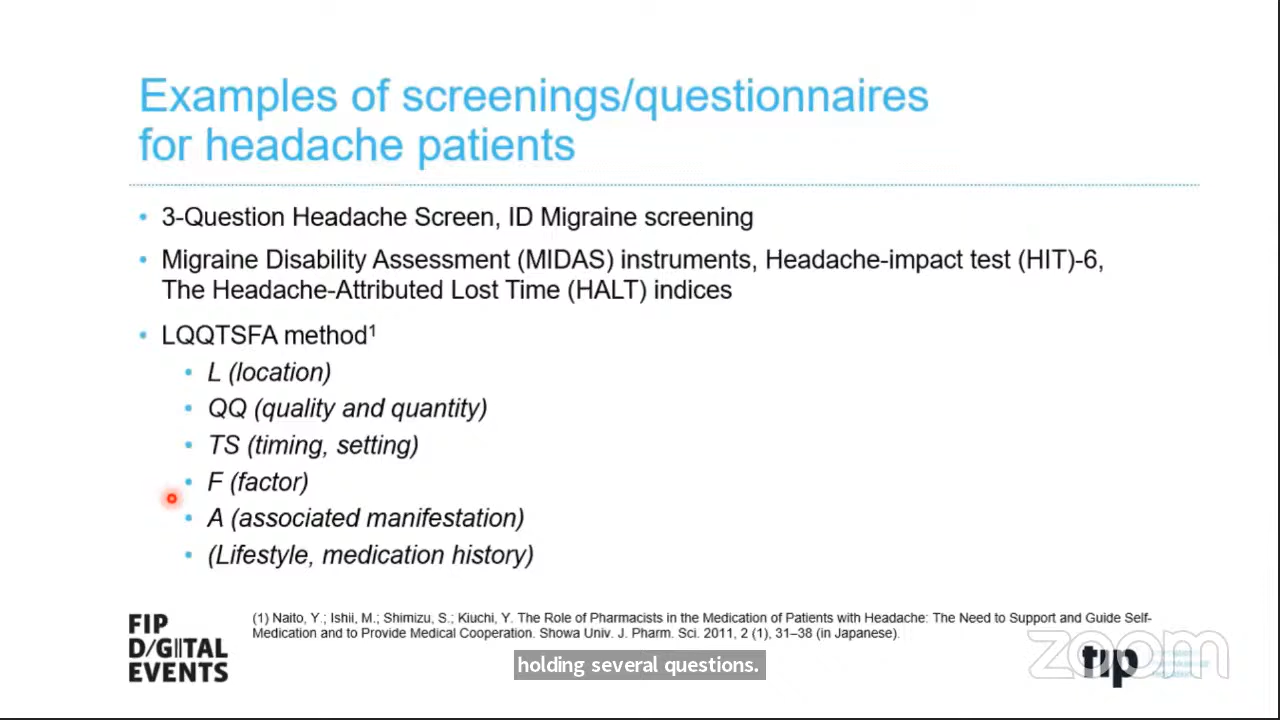 Examples of screenings/questionnaires
for headache patients
• 3-Question Headache Screen, ID Migraine screening
• Migraine Disability Assessment (MIDAS) instruments, Headache-impact test (HIT)-6,
The Headache-Attributed Lost Time (HALT) indices
• LQQTSFA method¹
• L (location)
• QQ (quality and quantity)
• TS (timing, setting)
• F (factor)
• A (associated manifestation)
• (Lifestyle, medication history)
FIP
D/G/TAL
EVENTS
(1) Naito, Y.; Ishii, M.; Shimizu, S.; Kiuchi, Y. The Role of Pharmacists in the Medication of Patients with Headache: The Need to Support and Guide Self-
Medication and to Provide Medical Cooperation. Showa Univ. J. Pharm. Sci. 2011, 2 (1), 31–38 (in Japanese).
holding several questions.
zoom
fip